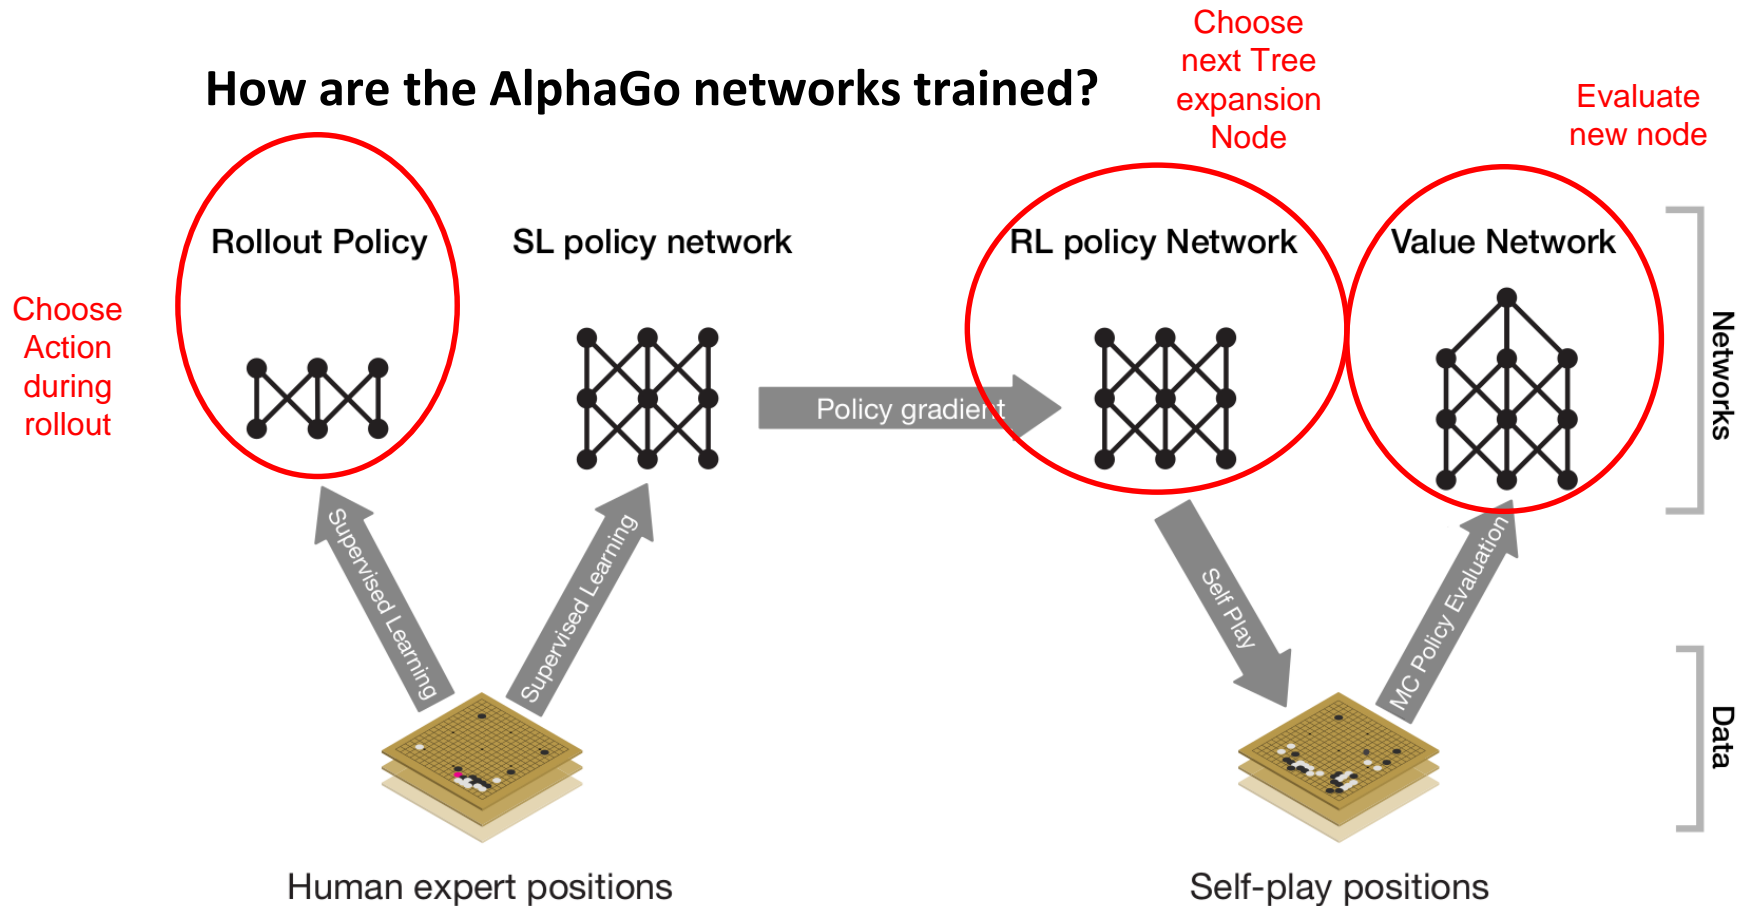 How are the AlphaGo networks trained?
Choose
next Tree
expansion
Node
Evaluate
new node
Rollout Policy
SL policy network
RL policy Network
Value Network
Choose
Action
during
rollout
Policy gradient
Networks
Supervised Learning
Supervised Learning
Self Play
MC Policy Evaluation
Data
Human expert positions
Self-play positions